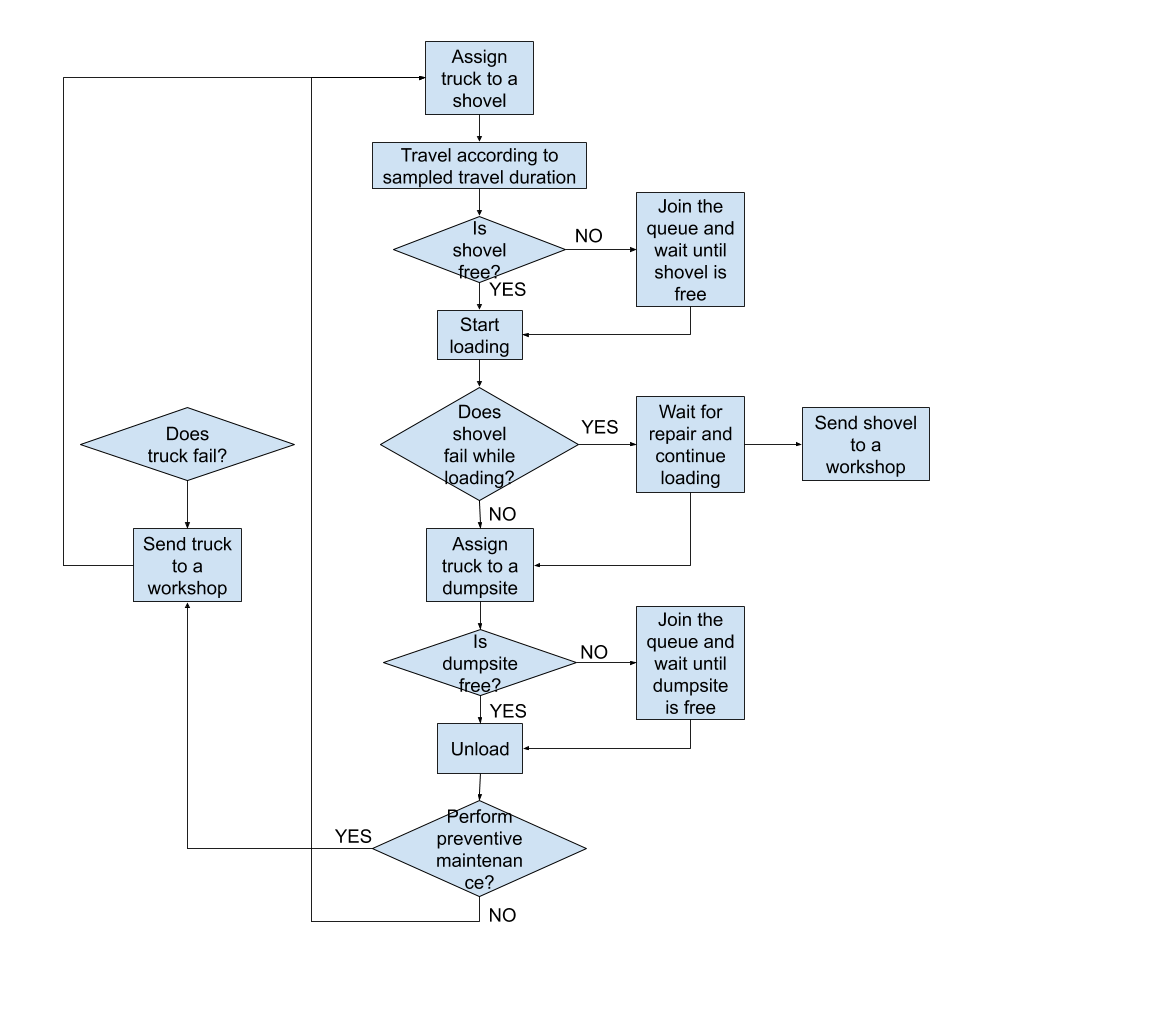 Assign
truck to a
shovel
Travel according to
sampled travel duration
Is
shovel
free?
NO
Join the
queue and
wait until
shovel is
free
YES
Start
loading
Does
truck fail?
Does
shovel
fail while
loading?
YES
Wait for
repair and
continue
loading
Send shovel
to a
workshop
NO
Send truck
to a
workshop
Assign
truck to a
dumpsite
Is
dumpsite
free?
NO
Join the
queue and
wait until
dumpsite
is free
YES
Unload
YES
Perform
preventive
maintenan
ce?
NO